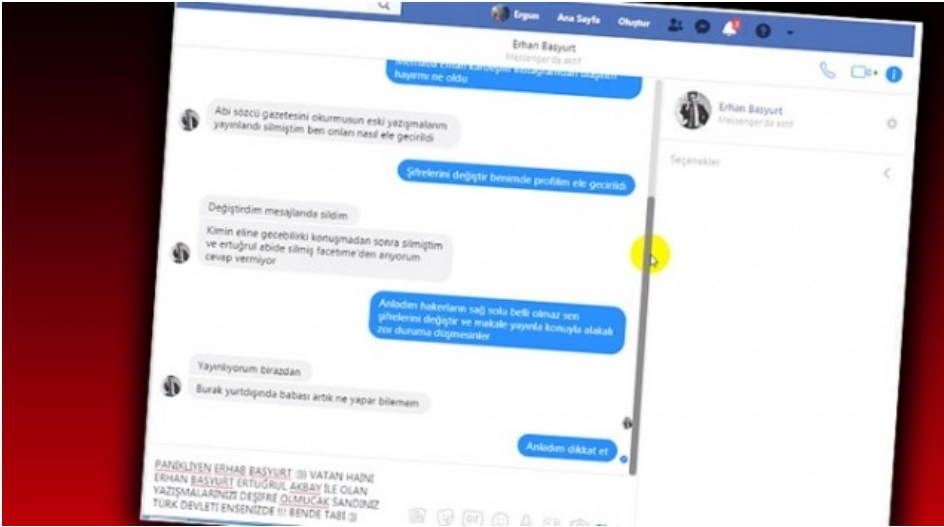 Ergun Ana Sayfa Oluştur
Erhan Basyurt
Messenger'da aktif
hayırmı ne oldu
Abi sözcü gazetesini okurmusun eski yazışmalarım
yayınlandı silmiştim ben onları nasıl ele gecirildi
Şifrelerini değiştir benimde profilim ele gecirildi
Değiştirdim mesajlarıda sildim
Kimin eline gecebilirki konuşmadan sonra silmiştim
ve ertuğrul abide silmiş facetime'den arıyorum
cevap vermiyor
Anladım hakerların sağ solu belli olmaz sen
şifrelerini değiştir ve makale yayınla konuyla alakalı
zor duruma düşmesinler
Yayınlıyorum birazdan
Burak yurtdışında babası artık ne yapar bilemem
Anladım dikkat et
PANİKLİYEN ERHAB BASYURT :))) VATAN HAİNİ
ERHAN BASYURT ERTUĞRUL AKBAY İLE OLAN
YAZIŞMALARINIZI DEŞİFRE OLMUCAK SANDINIZ
TÜRK DEVLETİ ENSENİZDE !!! BENDE TABİ :))
Erhan Basyurt
Messenger'da aktif
Seçenekler